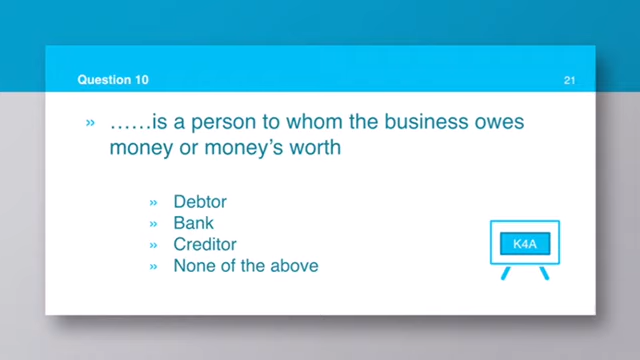 Question 10
21
» ……is a person to whom the business owes
money or money’s worth
» Debtor
» Bank
» Creditor
» None of the above
K4A